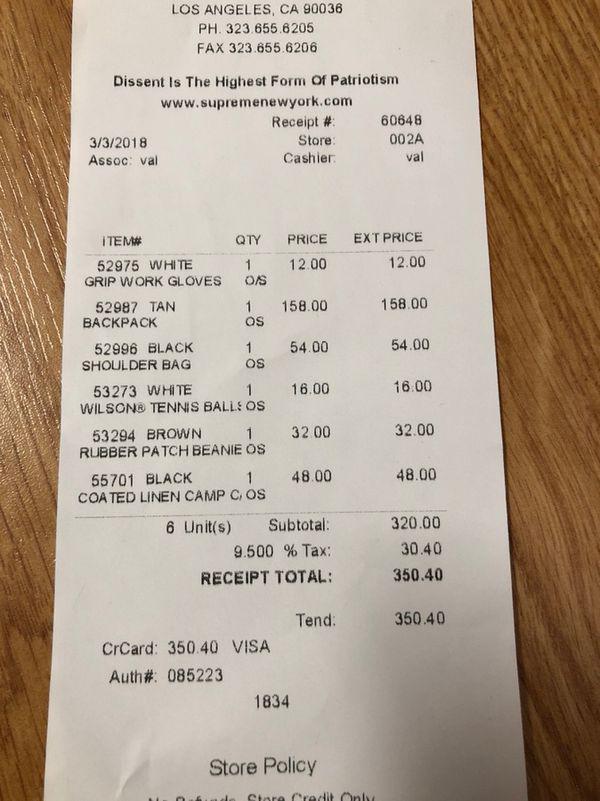 LOS ANGELES, CA 90036
PH. 323.655.6205
FAX 323.655.6206
Dissent Is The Highest Form Of Patriotism
www.supremenewyork.com
Receipt #: 60648
3/3/2018 Store: 002A
Assoc: val Cashier: val
ITEM# QTY PRICE EXT PRICE
52975 WHITE 1 12.00 12.00
GRIP WORK GLOVES O/S
52987 TAN 1 158.00 158.00
BACKPACK OS
52996 BLACK 1 54.00 54.00
SHOULDER BAG OS
53273 WHITE 1 16.00 16.00
WILSON® TENNIS BALLS OS
53294 BROWN 1 32.00 32.00
RUBBER PATCH BEANIE OS
55701 BLACK 1 48.00 48.00
COATED LINEN CAMP C, OS
6 Unit(s) Subtotal: 320.00
9.500 % Tax: 30.40
RECEIPT TOTAL: 350.40
Tend: 350.40
CrCard: 350.40 VISA
Auth#: 085223
1834
Store Policy
No Refunds, Store Credit Only